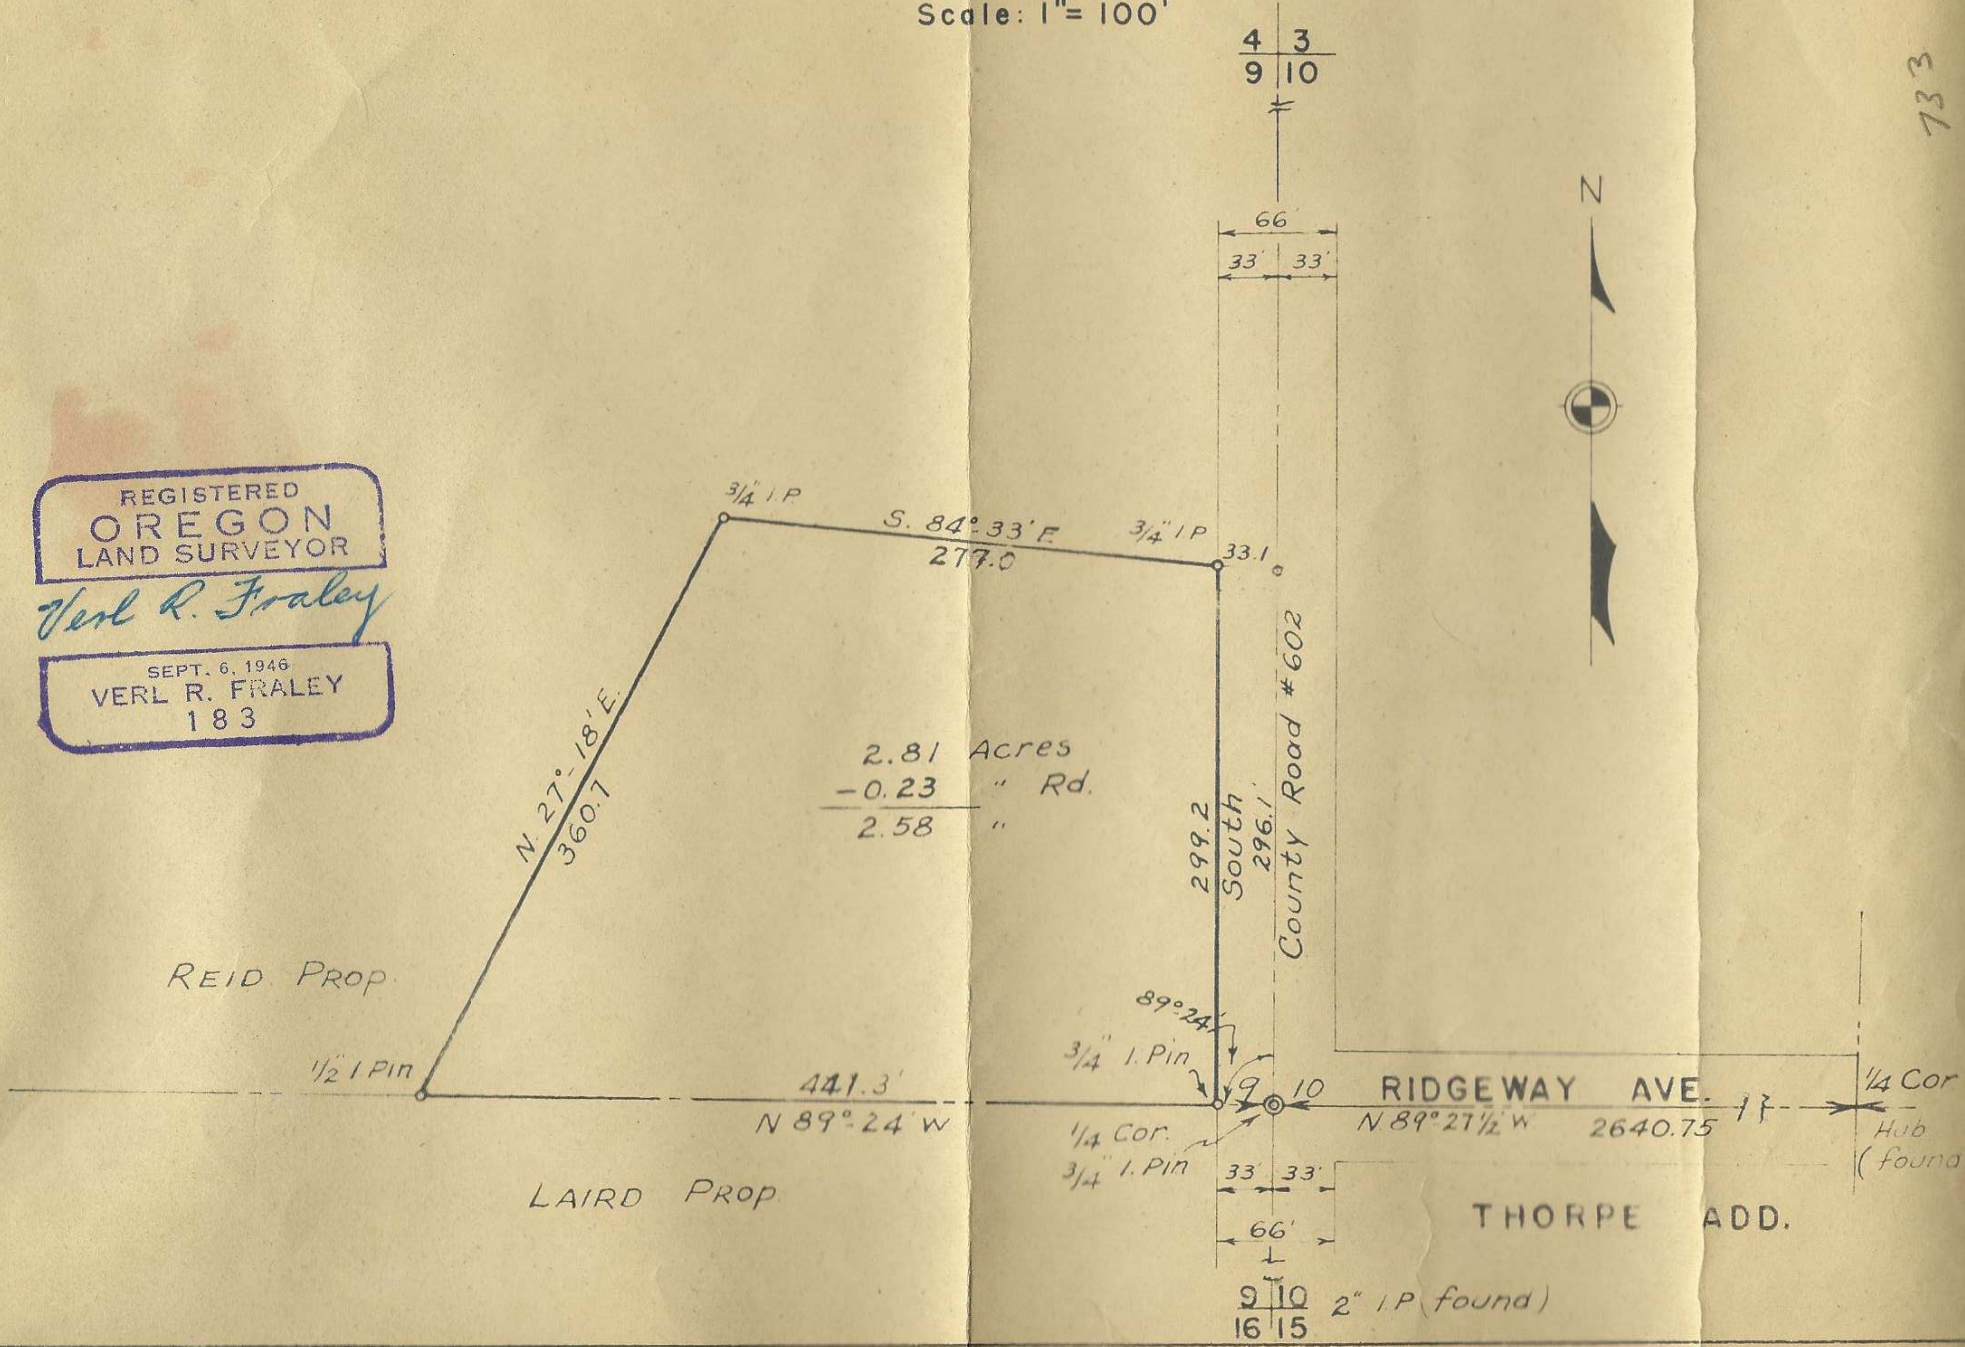 Scale: 1"= 100'
4 3
9 10
733
N
66'
33' 33'
3/4" I.P.
S. 84°-33' E
277.0
3/4" I P
33.1
REGISTERED
OREGON
LAND SURVEYOR
Verl R. Fraley
SEPT. 6, 1946
VERL R. FRALEY
183
N. 27°-18' E.
360.7
2.81 Acres
-0.23 " Rd.
2.58 "
299.2
South
296.1'
County Road #602
REID PROP.
89°-24'
3/4" I. Pin
1/2" I Pin
441.3'
N 89°-24' W
9 10
RIDGEWAY AVE.
N 89°-27 1/2' W 2640.75
1/4 Cor
Hub
(found
1/4 Cor.
3/4" I. Pin
33' 33'
66'
LAIRD PROP.
THORPE ADD.
9 10
16 15
2" I.P (found)